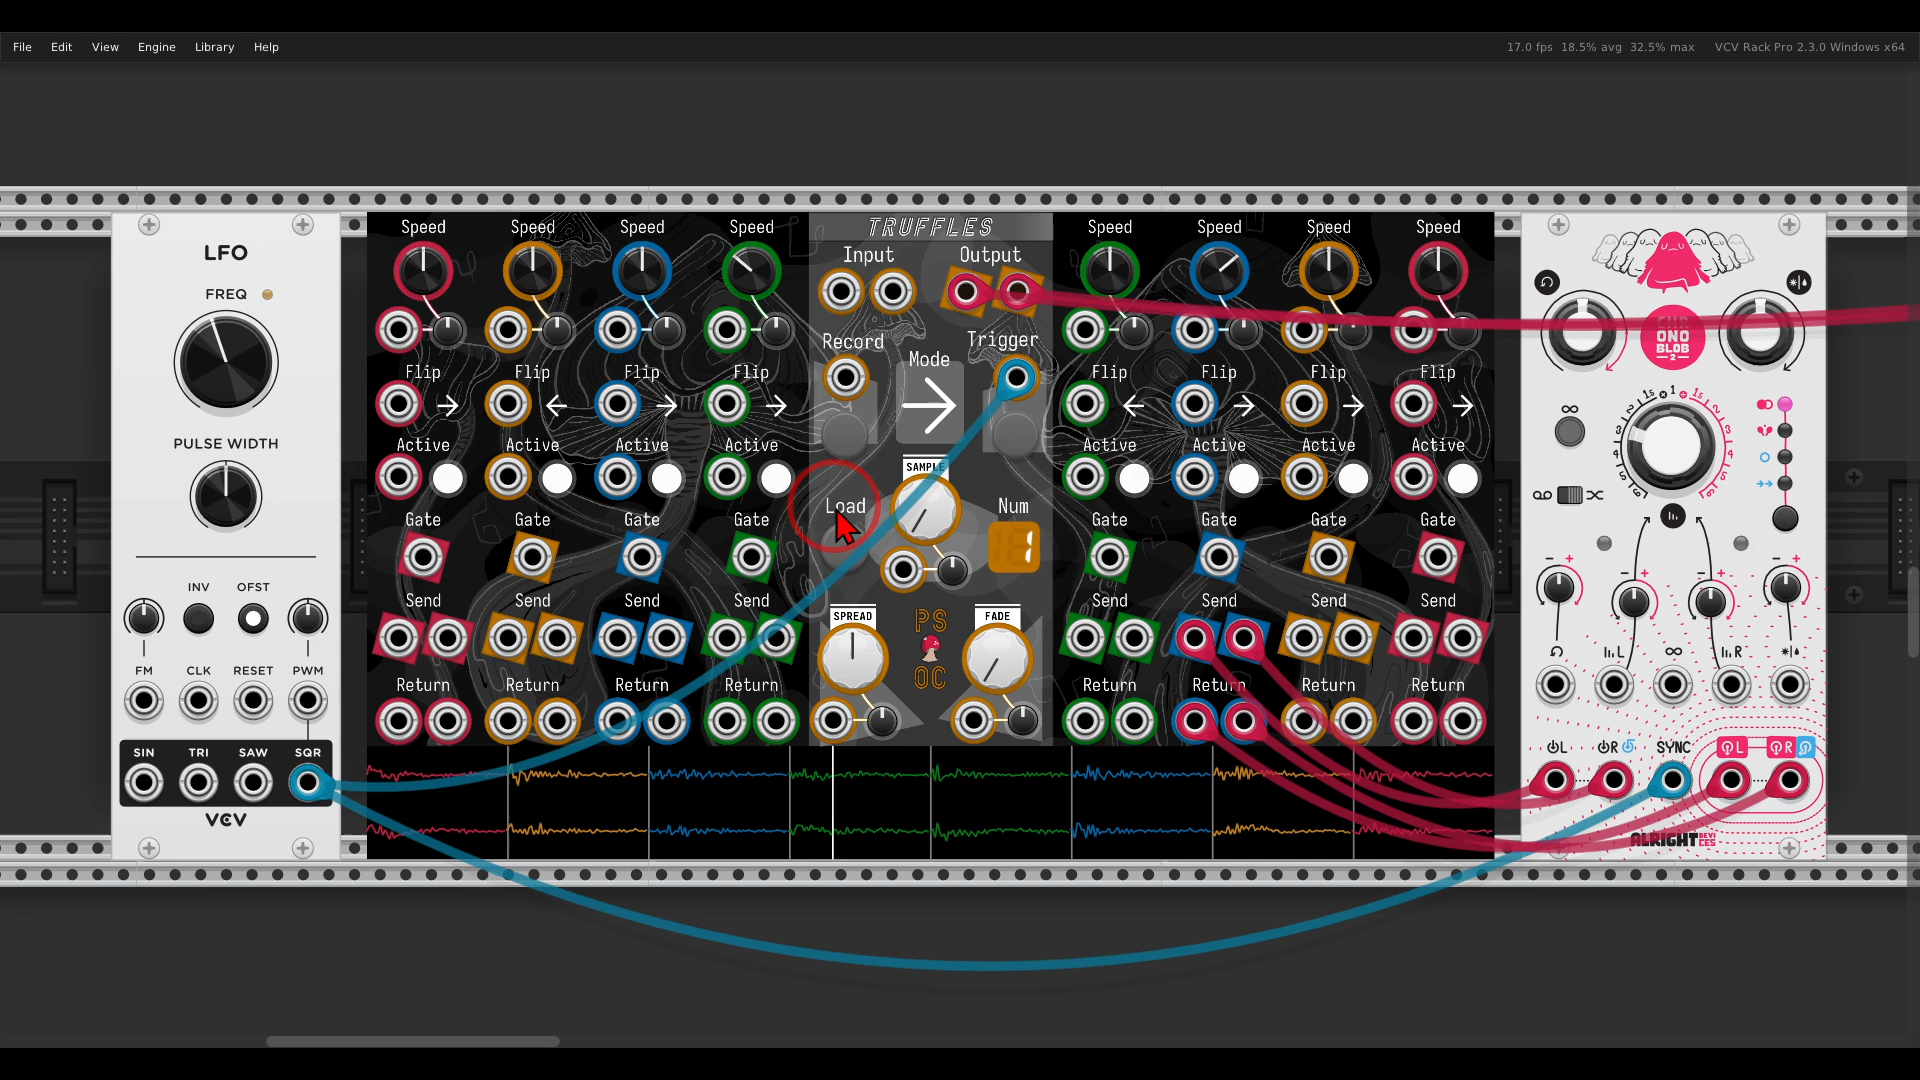 File Edit View Engine Library Help
17.0 fps 18.5% avg 32.5% max VCV Rack Pro 2.3.0 Windows x64
LFO
FREQ
PULSE WIDTH
INV OFST
FM CLK RESET PWM
SIN TRI SAW SQR
VCV
Speed Speed Speed Speed
Flip Flip Flip Flip
Active Active Active Active
Gate Gate Gate Gate
Send Send Send Send
Return Return Return Return
TRUFFLES
Input Output
Record Trigger
Mode
SAMPLE
Load Num
1
SPREAD PS FADE
OC
Speed Speed Speed Speed
Flip Flip Flip Flip
Active Active Active Active
Gate Gate Gate Gate
Send Send Send Send
Return Return Return Return
CHR
ONO
BLOB
2
∞
L ∞ R
L R SYNC L R
ALRIGHT DEVICES